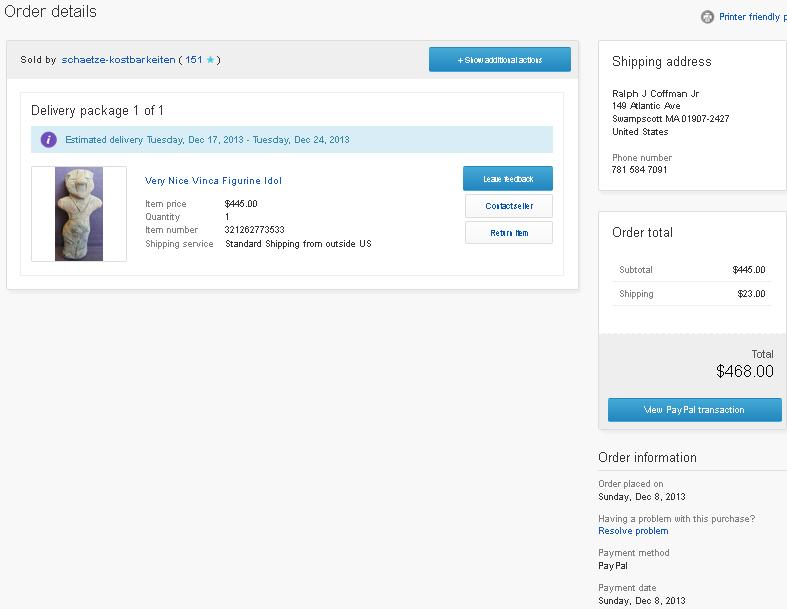 Order details
Printer friendly p
Sold by schaetze-kostbarkeiten ( 151 ★ )
+ Show additional actions
Delivery package 1 of 1
i Estimated delivery Tuesday, Dec 17, 2013 - Tuesday, Dec 24, 2013
Very Nice Vinca Figurine Idol
Item price $445.00
Quantity 1
Item number 321262773533
Shipping service Standard Shipping from outside US
Leave feedback
Contact seller
Return item
Shipping address
Ralph J Coffman Jr
149 Atlantic Ave
Swampscott MA 01907-2427
United States
Phone number
781 584 7091
Order total
Subtotal $445.00
Shipping $23.00
Total
$468.00
View PayPal transaction
Order information
Order placed on
Sunday, Dec 8, 2013
Having a problem with this purchase?
Resolve problem
Payment method
PayPal
Payment date
Sunday, Dec 8, 2013